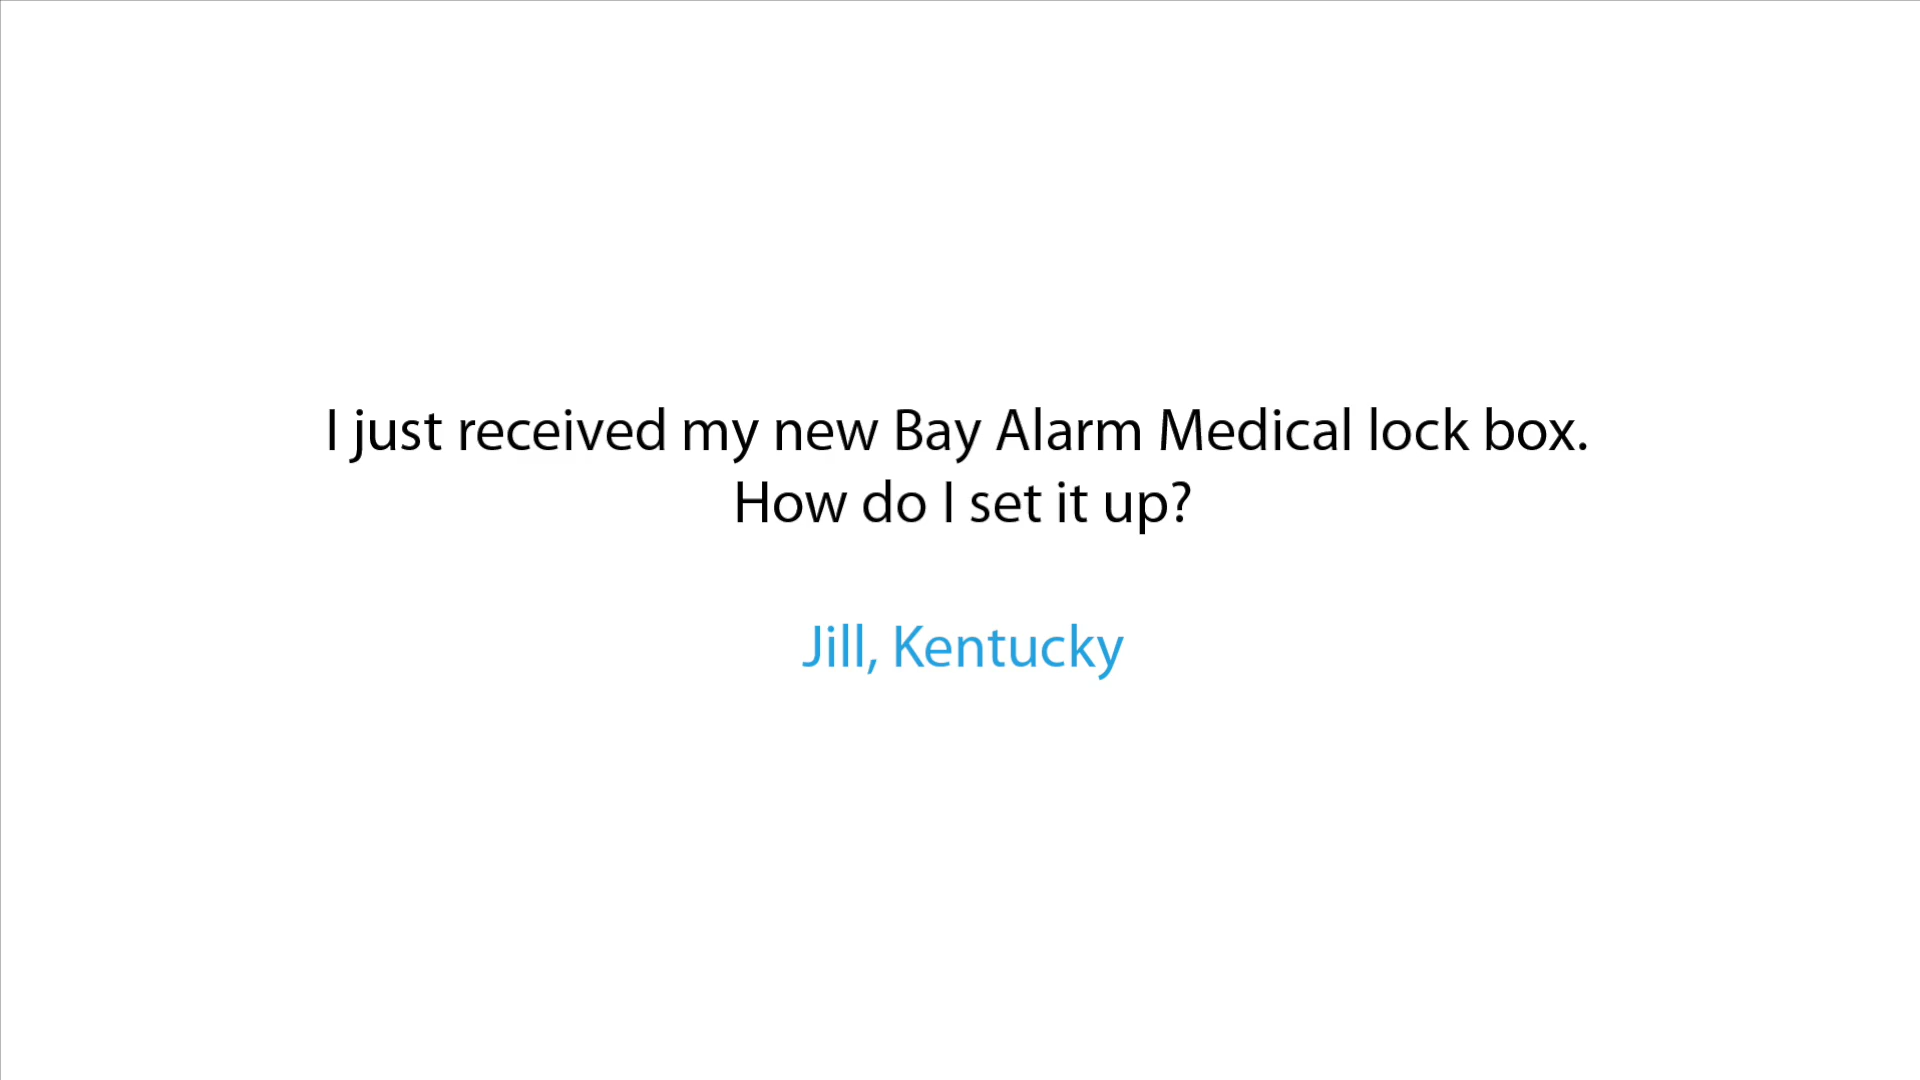 I just received my new Bay Alarm Medical lock box.
How do I set it up?
Jill, Kentucky